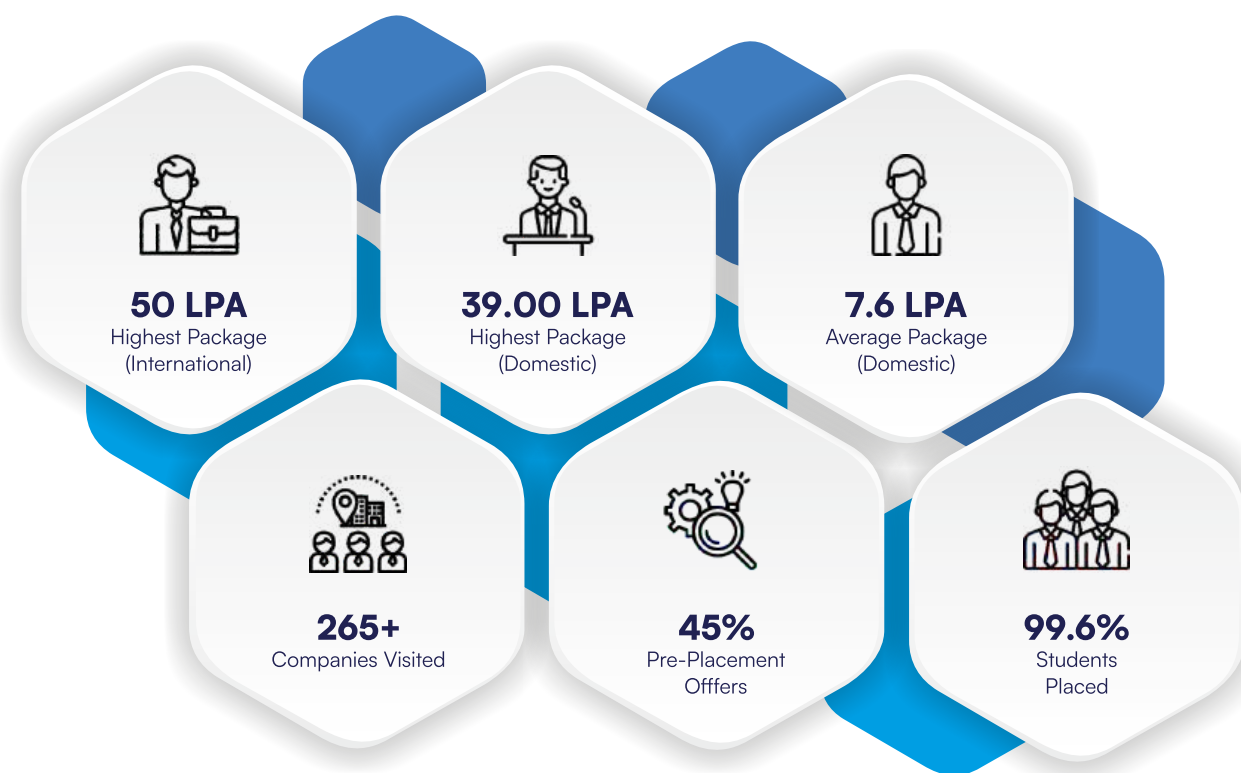 50 LPA
Highest Package
(International)
39.00 LPA
Highest Package
(Domestic)
7.6 LPA
Average Package
(Domestic)
265+
Companies Visited
45%
Pre-Placement
Offfers
99.6%
Students
Placed